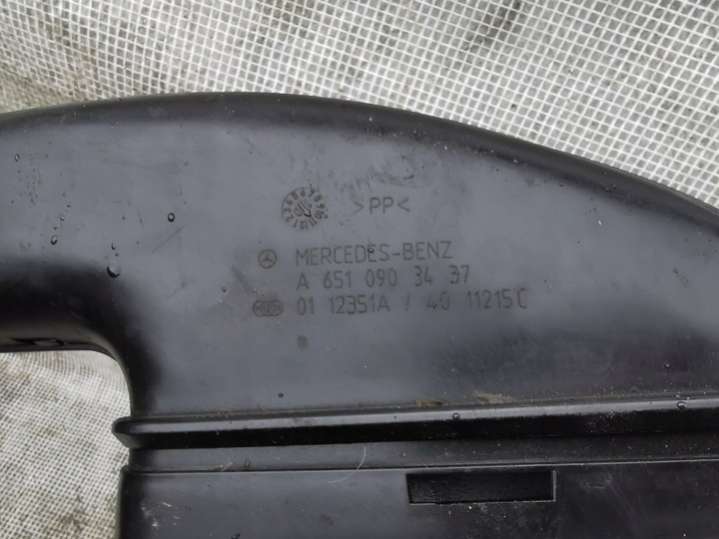 >PP<
MERCEDES-BENZ
A 651 090 34 37
01 12351A / 40 11215C